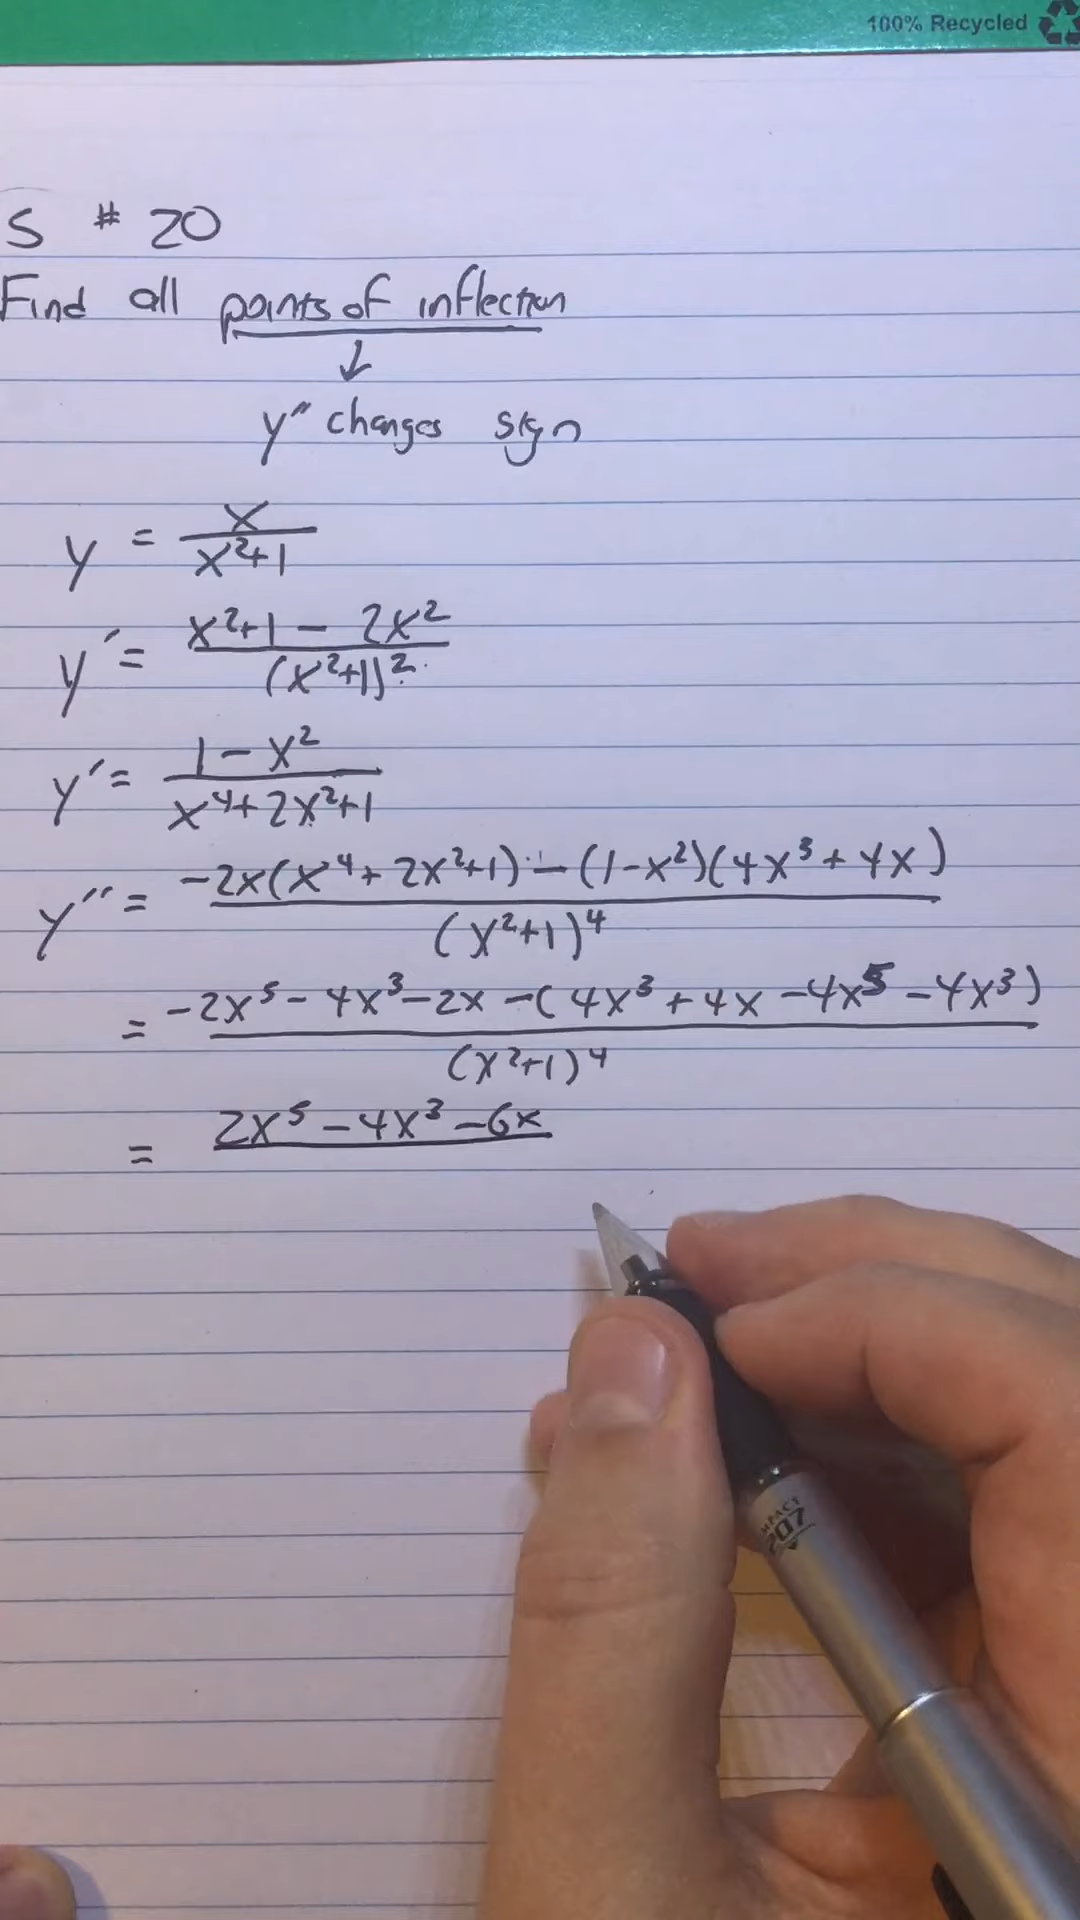 100% Recycled
S # 20
Find all points of inflection
↓
y'' changes sign
y = x/(x²+1)
y' = (x²+1 - 2x²)/(x²+1)²
y' = (1 - x²)/(x⁴+2x²+1)
y'' = (-2x(x⁴+2x²+1) - (1-x²)(4x³+4x))/(x²+1)⁴
= (-2x⁵ - 4x³ - 2x - (4x³ + 4x - 4x⁵ - 4x³))/(x²+1)⁴
= 2x⁵ - 4x³ - 6x
207